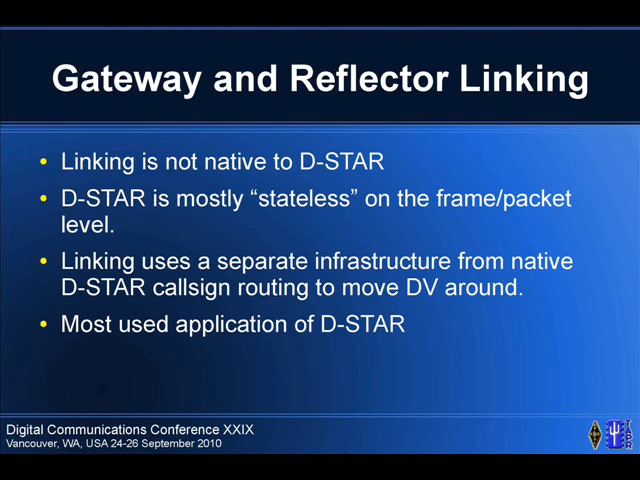 Gateway and Reflector Linking
• Linking is not native to D-STAR
• D-STAR is mostly “stateless” on the frame/packet
level.
• Linking uses a separate infrastructure from native
D-STAR callsign routing to move DV around.
• Most used application of D-STAR
Digital Communications Conference XXIX
Vancouver, WA, USA 24-26 September 2010
TAPR